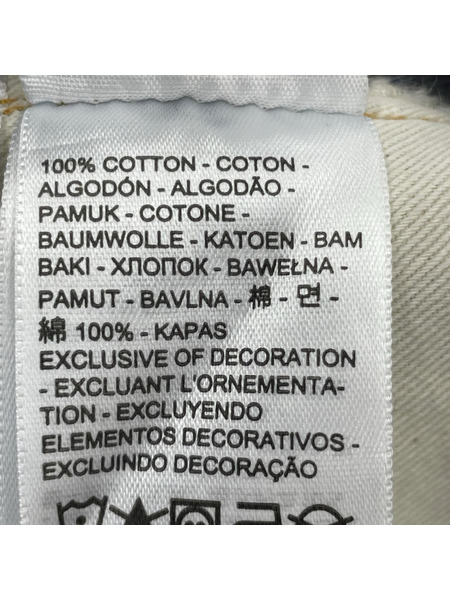 100% COTTON - COTON -
ALGODÓN - ALGODÃO -
PAMUK - COTONE -
BAUMWOLLE - KATOEN - BAM
BAKI - ХЛОПОК - BAWEŁNA -
PAMUT - BAVLNA - 棉 - 면 -
綿 100% - KAPAS
EXCLUSIVE OF DECORATION
- EXCLUANT L'ORNEMENTA-
TION - EXCLUYENDO
ELEMENTOS DECORATIVOS -
EXCLUINDO DECORAÇÃO